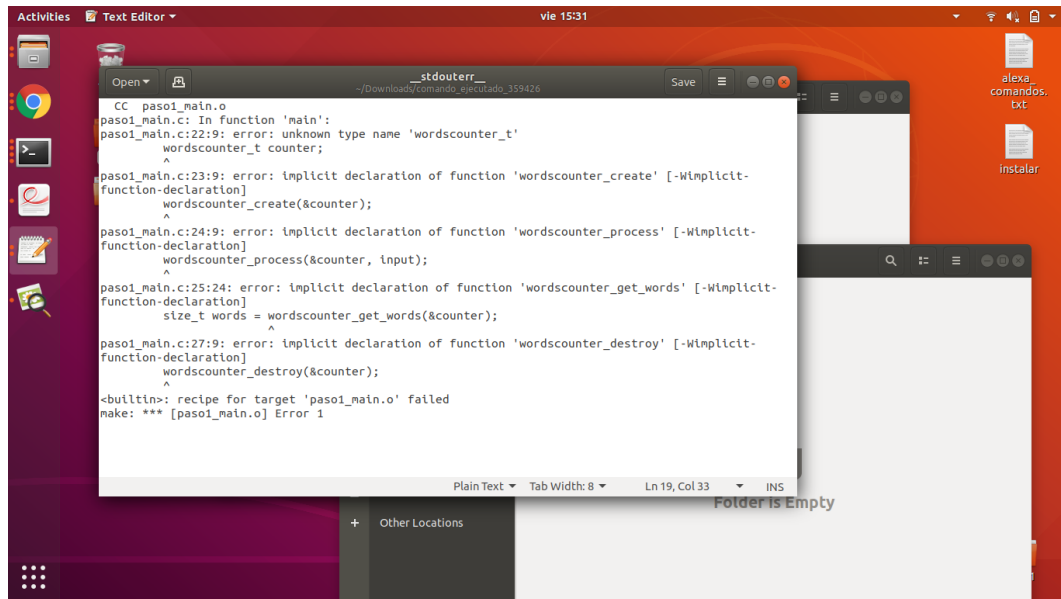 Activities Text Editor vie 15:31
Open __stdouterr__ Save
~/Downloads/comando_ejecutado_359426
CC paso1_main.o
paso1_main.c: In function 'main':
paso1_main.c:22:9: error: unknown type name 'wordscounter_t'
wordscounter_t counter;
^
paso1_main.c:23:9: error: implicit declaration of function 'wordscounter_create' [-Wimplicit-
function-declaration]
wordscounter_create(&counter);
^
paso1_main.c:24:9: error: implicit declaration of function 'wordscounter_process' [-Wimplicit-
function-declaration]
wordscounter_process(&counter, input);
^
paso1_main.c:25:24: error: implicit declaration of function 'wordscounter_get_words' [-Wimplicit-
function-declaration]
size_t words = wordscounter_get_words(&counter);
^
paso1_main.c:27:9: error: implicit declaration of function 'wordscounter_destroy' [-Wimplicit-
function-declaration]
wordscounter_destroy(&counter);
^
<builtin>: recipe for target 'paso1_main.o' failed
make: *** [paso1_main.o] Error 1
Plain Text Tab Width: 8 Ln 19, Col 33 INS
Folder is Empty
+ Other Locations
alexa_
comandos.
txt
instalar